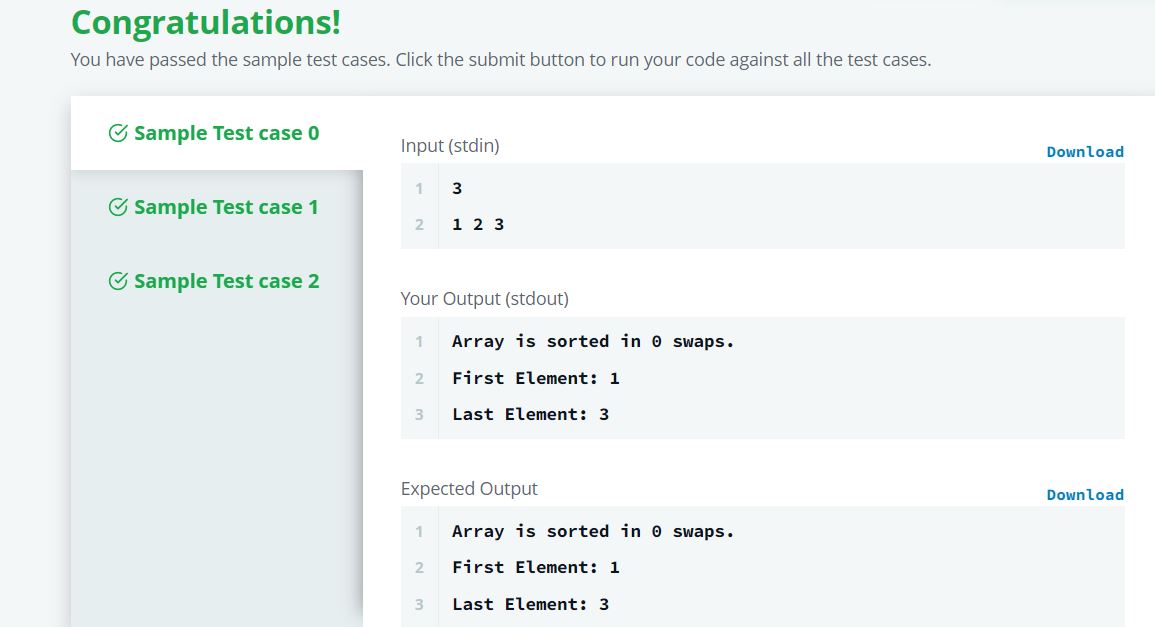 Congratulations!
You have passed the sample test cases. Click the submit button to run your code against all the test cases.
Sample Test case 0
Sample Test case 1
Sample Test case 2
Input (stdin)
Download
1 3
2 1 2 3
Your Output (stdout)
1 Array is sorted in 0 swaps.
2 First Element: 1
3 Last Element: 3
Expected Output
Download
1 Array is sorted in 0 swaps.
2 First Element: 1
3 Last Element: 3